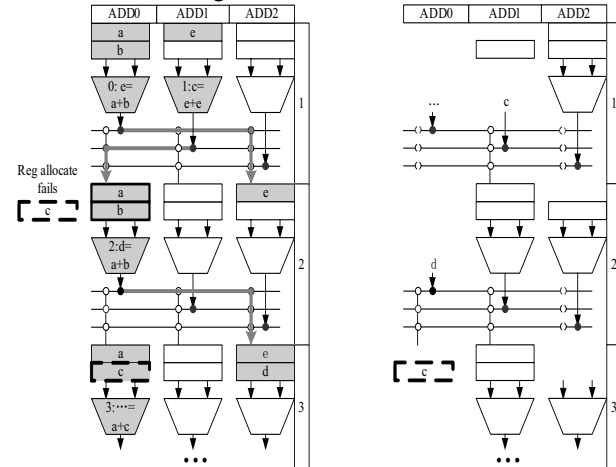 ADD0 ADD1 ADD2
a e
b
0: e= 1:c=
a+b e+e
1
Reg allocate
fails
c
a e
b
2:d=
a+b
2
a e
c d
3:⋯=
a+c
3
•••
ADD0 ADD1 ADD2
... c
1
d
2
c
3
•••